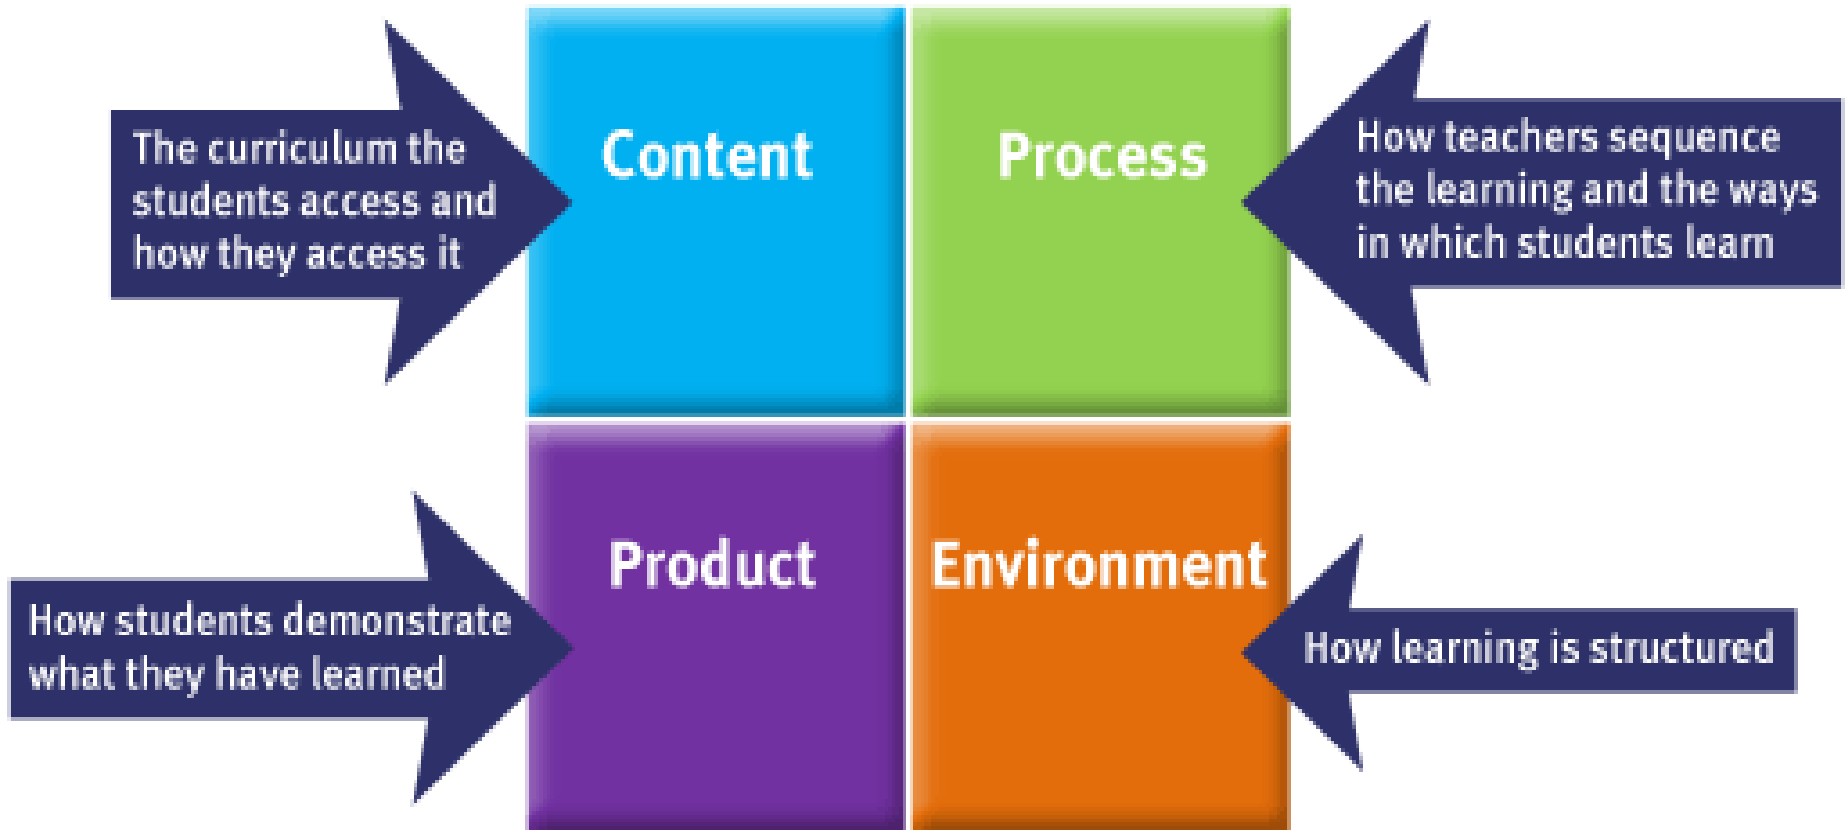 Content
The curriculum the
students access and
how they access it
Process
How teachers sequence
the learning and the ways
in which students learn
Product
How students demonstrate
what they have learned
Environment
How learning is structured